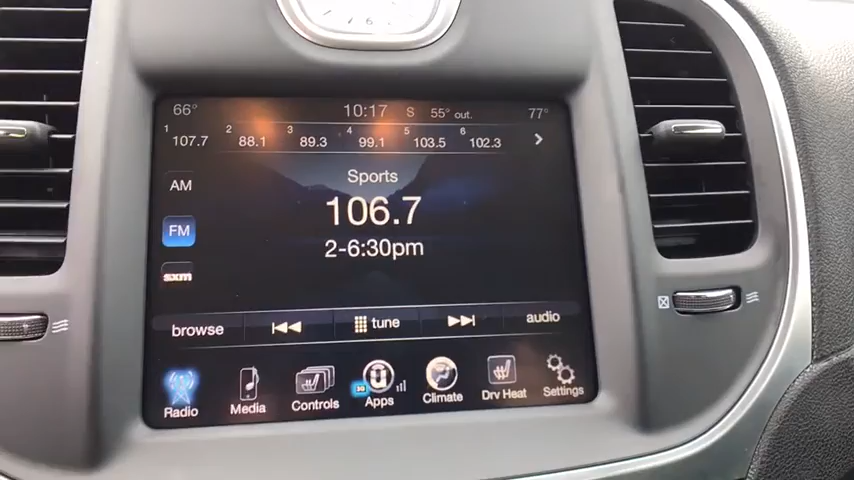 66° 10:17 S 55° out. 77°
1 107.7 2 88.1 3 89.3 4 99.1 5 103.5 6 102.3
AM
Sports
106.7
FM
2-6:30pm
sxm
browse tune audio
3G
Radio Media Controls Apps Climate Drv Heat Settings